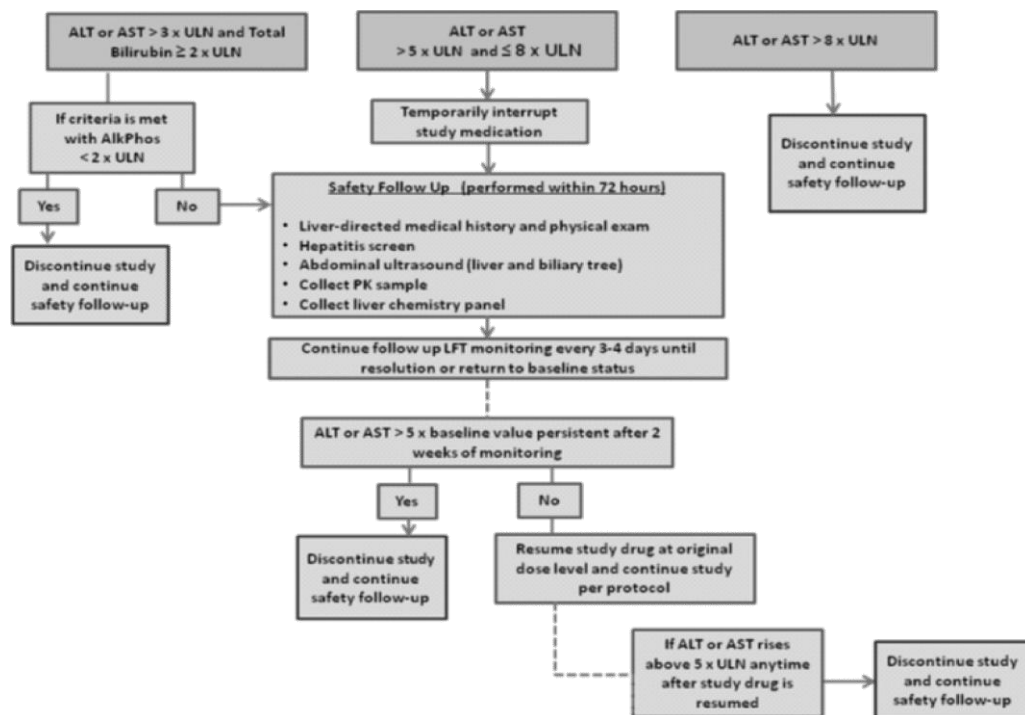 ALT or AST > 3 x ULN and Total
Bilirubin ≥ 2 x ULN
ALT or AST
> 5 x ULN and ≤ 8 x ULN
ALT or AST > 8 x ULN
If criteria is met
with AlkPhos
< 2 x ULN
Temporarily interrupt
study medication
Discontinue study
and continue
safety follow-up
Yes
No
Discontinue study
and continue
safety follow-up
Safety Follow Up (performed within 72 hours)
• Liver-directed medical history and physical exam
• Hepatitis screen
• Abdominal ultrasound (liver and biliary tree)
• Collect PK sample
• Collect liver chemistry panel
Continue follow up LFT monitoring every 3-4 days until
resolution or return to baseline status
ALT or AST > 5 x baseline value persistent after 2
weeks of monitoring
Yes
No
Discontinue study
and continue
safety follow-up
Resume study drug at original
dose level and continue study
per protocol
If ALT or AST rises
above 5 x ULN anytime
after study drug is
resumed
Discontinue study
and continue
safety follow-up